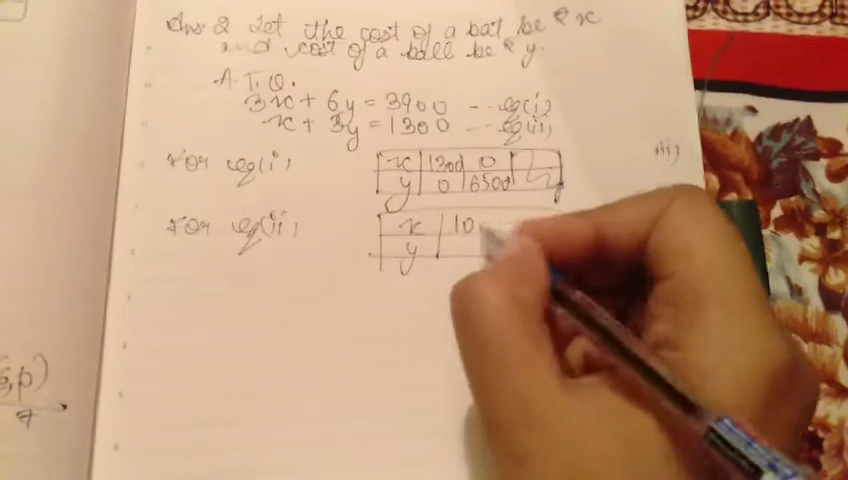 Ans. 2 Let the cost of a bat be ₹ x
and cost of a ball be ₹ y.
A.T.Q.
3x + 6y = 3900 --- eq(i)
x + 3y = 1300 --- eq(ii)
For eq(i)
x 1300 0
y 0 6500
For eq(ii)
x 10
y